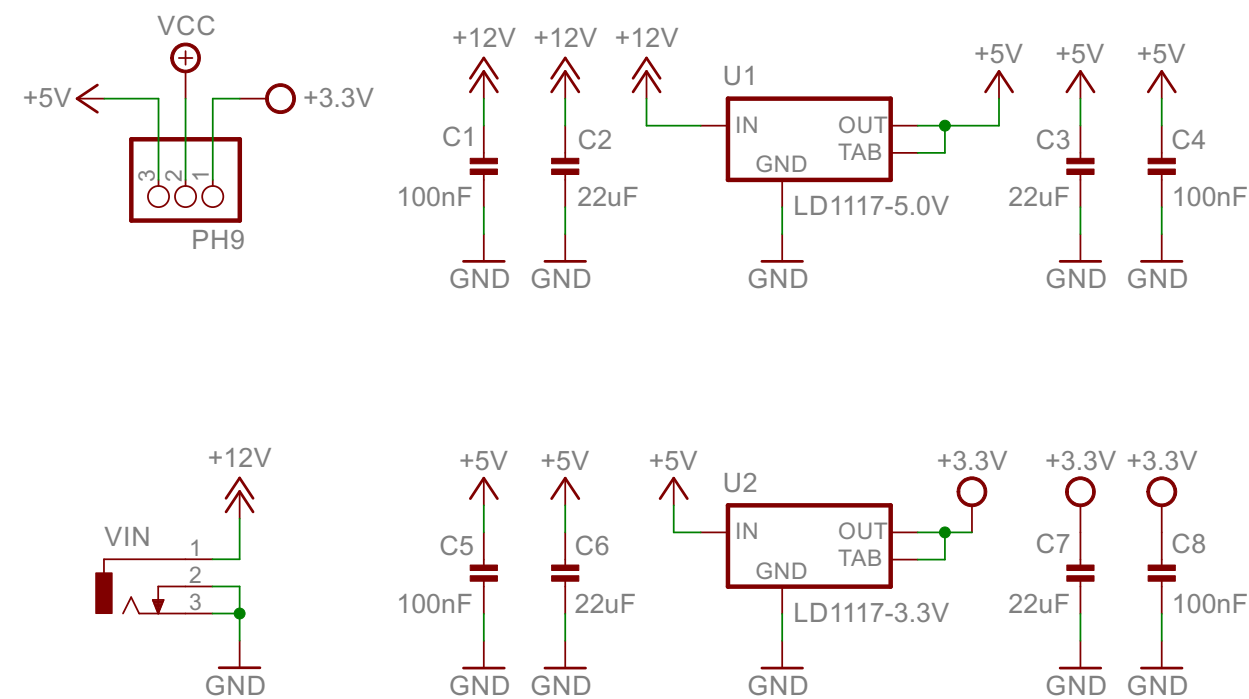 VCC
+5V
+3.3V
3
2
1
PH9
+12V
+12V
+12V
C1
100nF
C2
22uF
U1
IN
OUT
TAB
GND
LD1117-5.0V
+5V
+5V
+5V
C3
22uF
C4
100nF
GND
GND
GND
GND
GND
+12V
VIN
1
2
3
GND
+5V
+5V
+5V
C5
100nF
C6
22uF
U2
IN
OUT
TAB
GND
LD1117-3.3V
+3.3V
+3.3V
+3.3V
C7
22uF
C8
100nF
GND
GND
GND
GND
GND